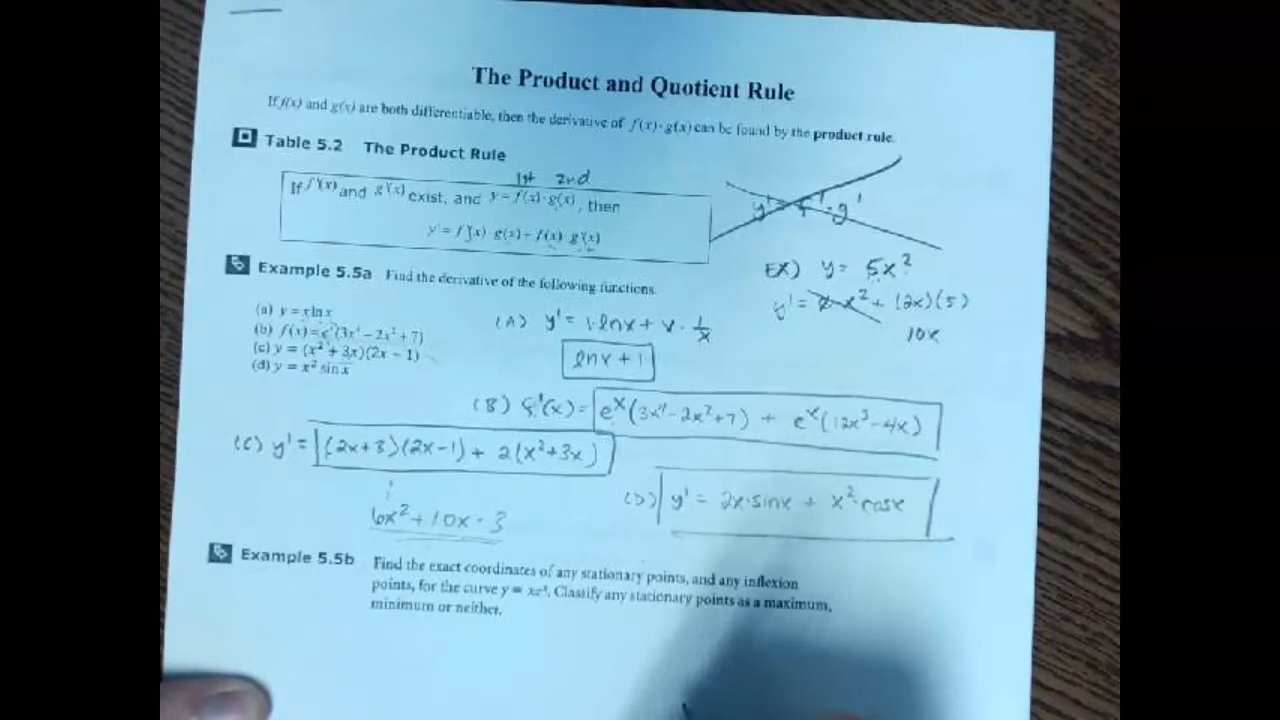 The Product and Quotient Rule
If f(x) and g(x) are both differentiable, then the derivative of f(x)·g(x) can be found by the product rule.
Table 5.2 The Product Rule
1st 2nd
If f'(x) and g'(x) exist, and y = f(x)·g(x), then
y' = f'(x)·g(x) + f(x)·g'(x)
y' = f'·g'
Example 5.5a Find the derivative of the following functions.
EX) y = 5x²
y' = 0·x² + (2x)(5)
10x
(a) y = x ln x
(b) f(x) = eˣ(3x⁴ − 2x² + 7)
(c) y = (x² + 3x)(2x − 1)
(d) y = x² sin x
(A) y' = 1·lnx + x·1/x
lnx + 1
(B) f'(x) = eˣ(3x⁴ − 2x² + 7) + eˣ(12x³ − 4x)
(C) y' = (2x+3)(2x−1) + 2(x²+3x)
6x² + 10x − 3
(D) y' = 2x·sinx + x²·cosx
Example 5.5b Find the exact coordinates of any stationary points, and any inflexion
points, for the curve y = xeˣ. Classify any stationary points as a maximum,
minimum or neither.